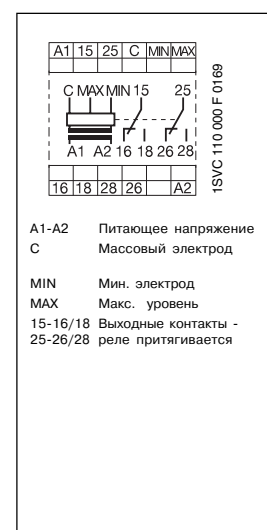 A1 15 25 C MIN MAX
C MAX MIN 15 25
A1 A2 16 18 26 28
16 18 28 26 A2
1SVC 110 000 F 0169
A1-A2 Питающее напряжение
C Массовый электрод
MIN Мин. электрод
MAX Макс. уровень
15-16/18 Выходные контакты -
25-26/28 реле притягивается